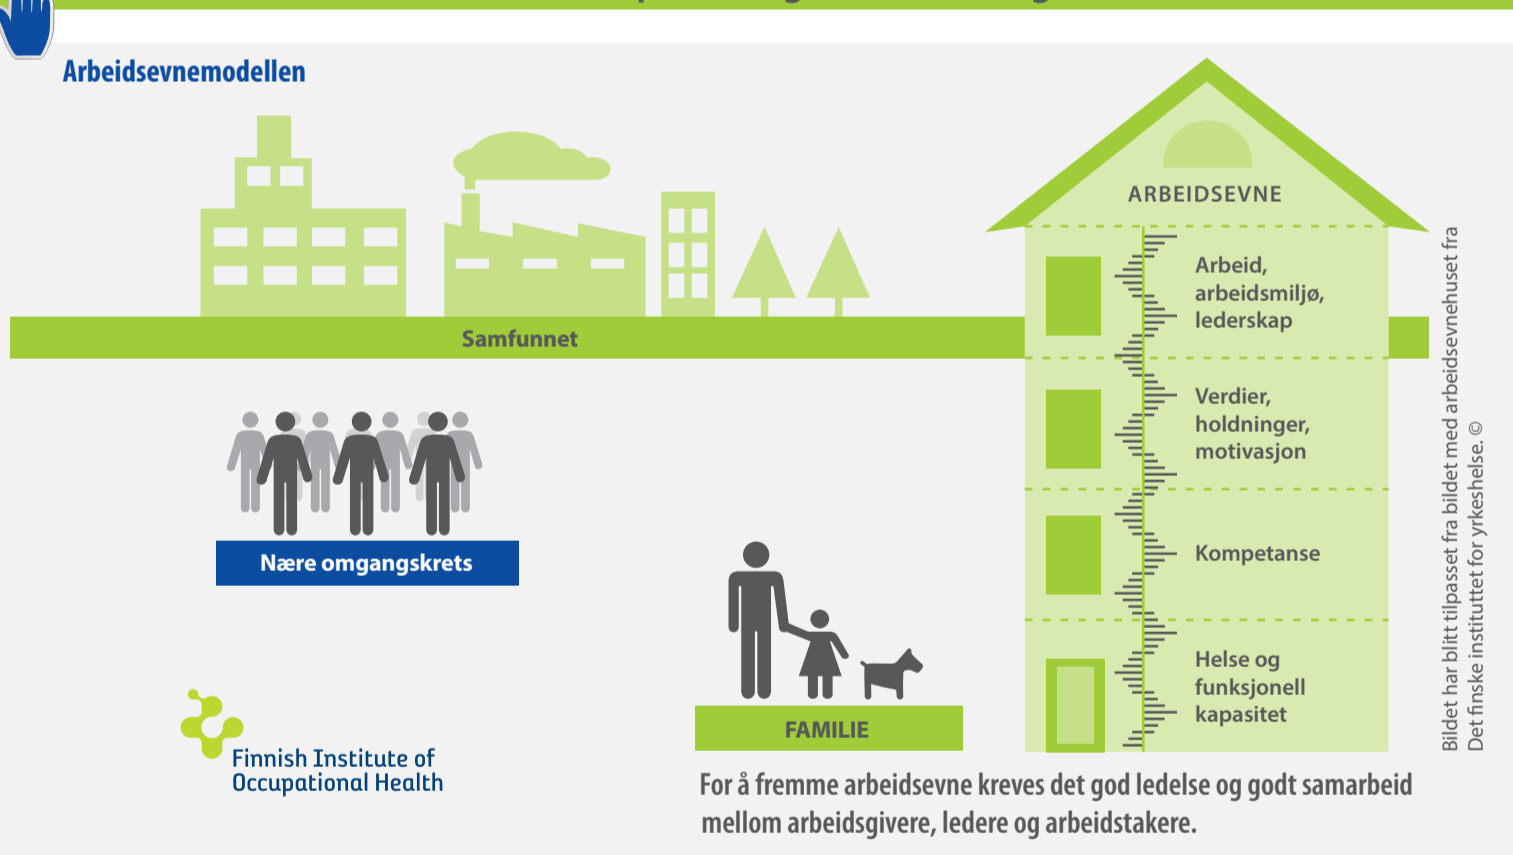 Arbeidsevnemodellen
ARBEIDSEVNE
Arbeid,
arbeidsmiljø,
lederskap
Samfunnet
Verdier,
holdninger,
motivasjon
Kompetanse
Nære omgangskrets
Helse og
funksjonell
kapasitet
FAMILIE
Finnish Institute of
Occupational Health
For å fremme arbeidsevne kreves det god ledelse og godt samarbeid
mellom arbeidsgivere, ledere og arbeidstakere.
Bildet har blitt tilpasset fra bildet med arbeidsevnehuset fra
Det finske instituttet for yrkeshelse. ©